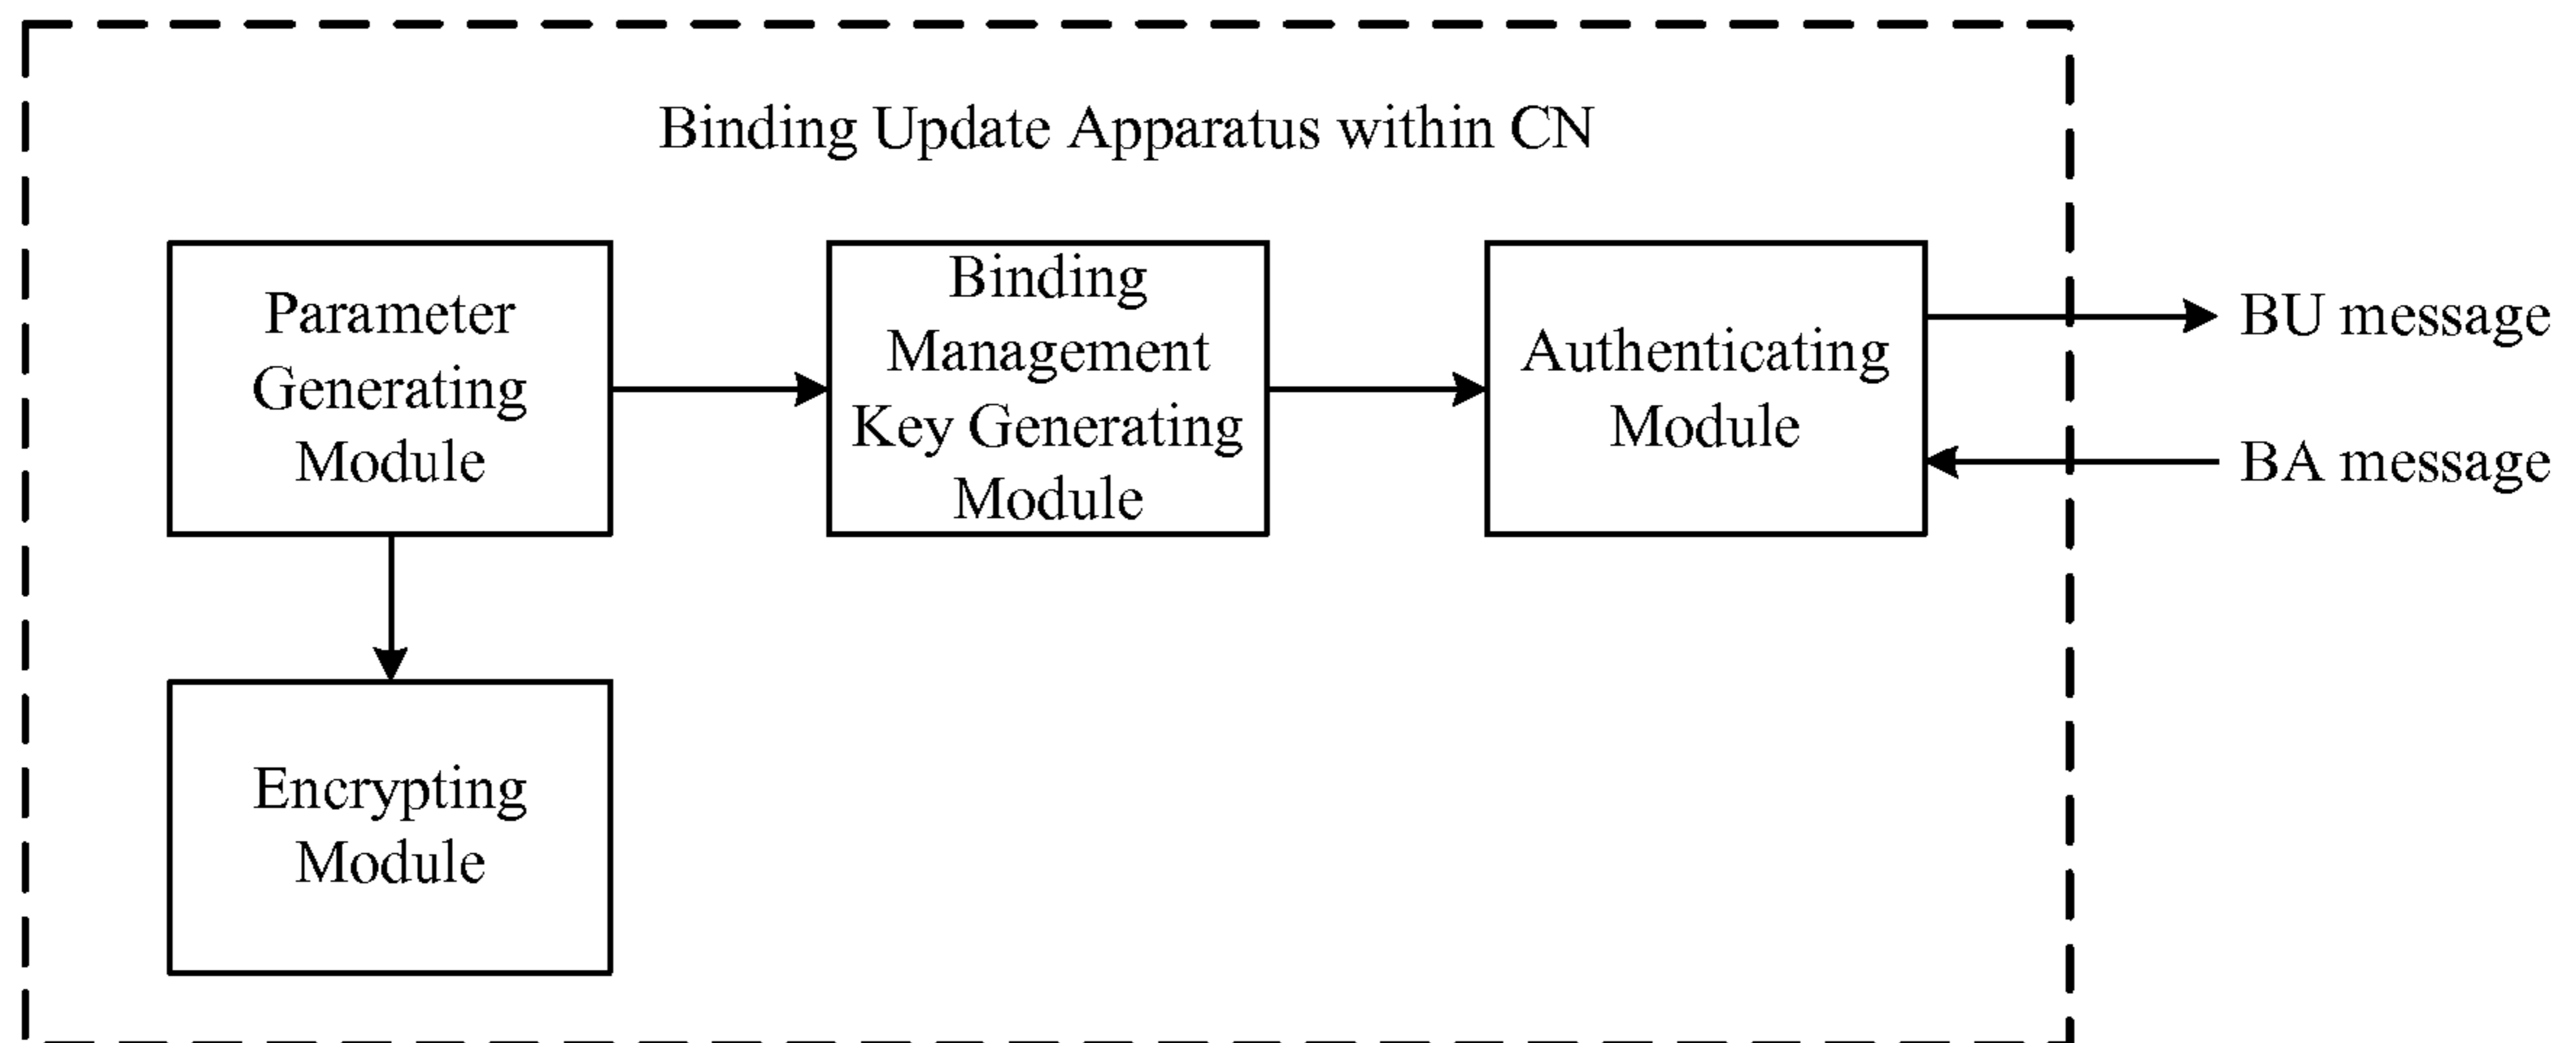 Binding Update Apparatus within CN
Parameter
Generating
Module
Binding
Management
Key Generating
Module
Authenticating
Module
BU message
BA message
Encrypting
Module